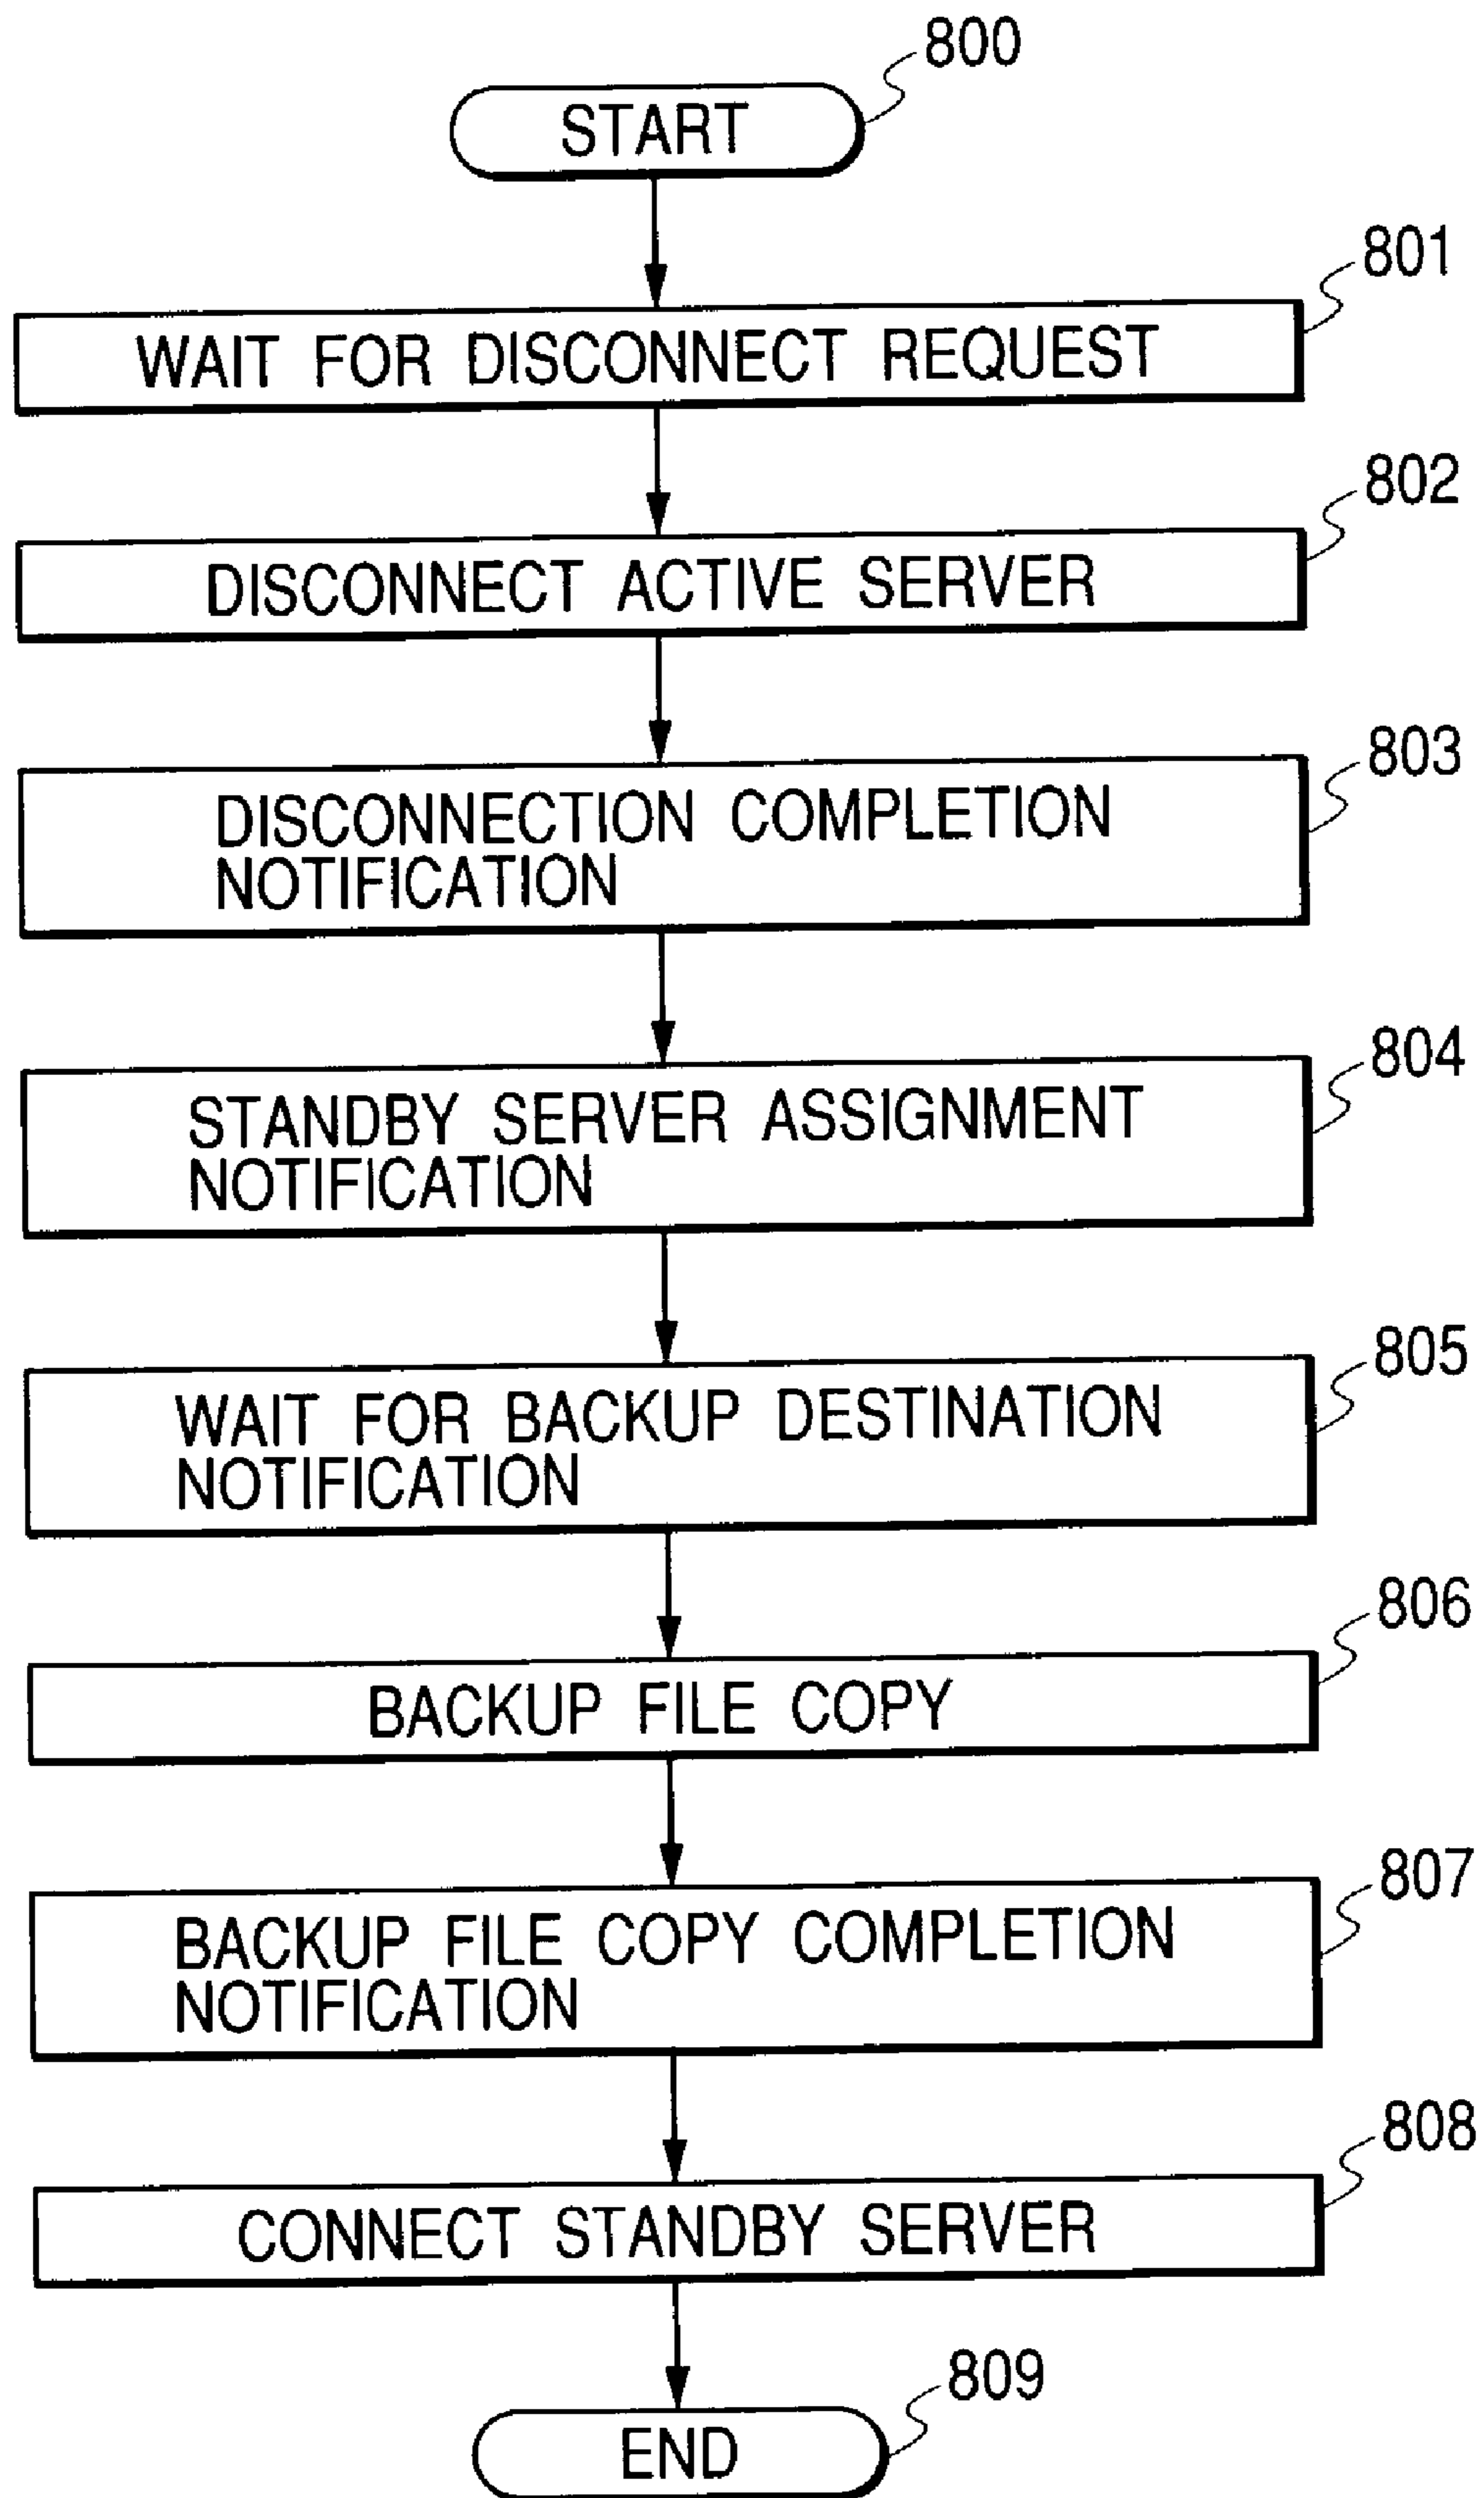 800
START
801
WAIT FOR DISCONNECT REQUEST
802
DISCONNECT ACTIVE SERVER
803
DISCONNECTION COMPLETION
NOTIFICATION
804
STANDBY SERVER ASSIGNMENT
NOTIFICATION
805
WAIT FOR BACKUP DESTINATION
NOTIFICATION
806
BACKUP FILE COPY
807
BACKUP FILE COPY COMPLETION
NOTIFICATION
808
CONNECT STANDBY SERVER
809
END